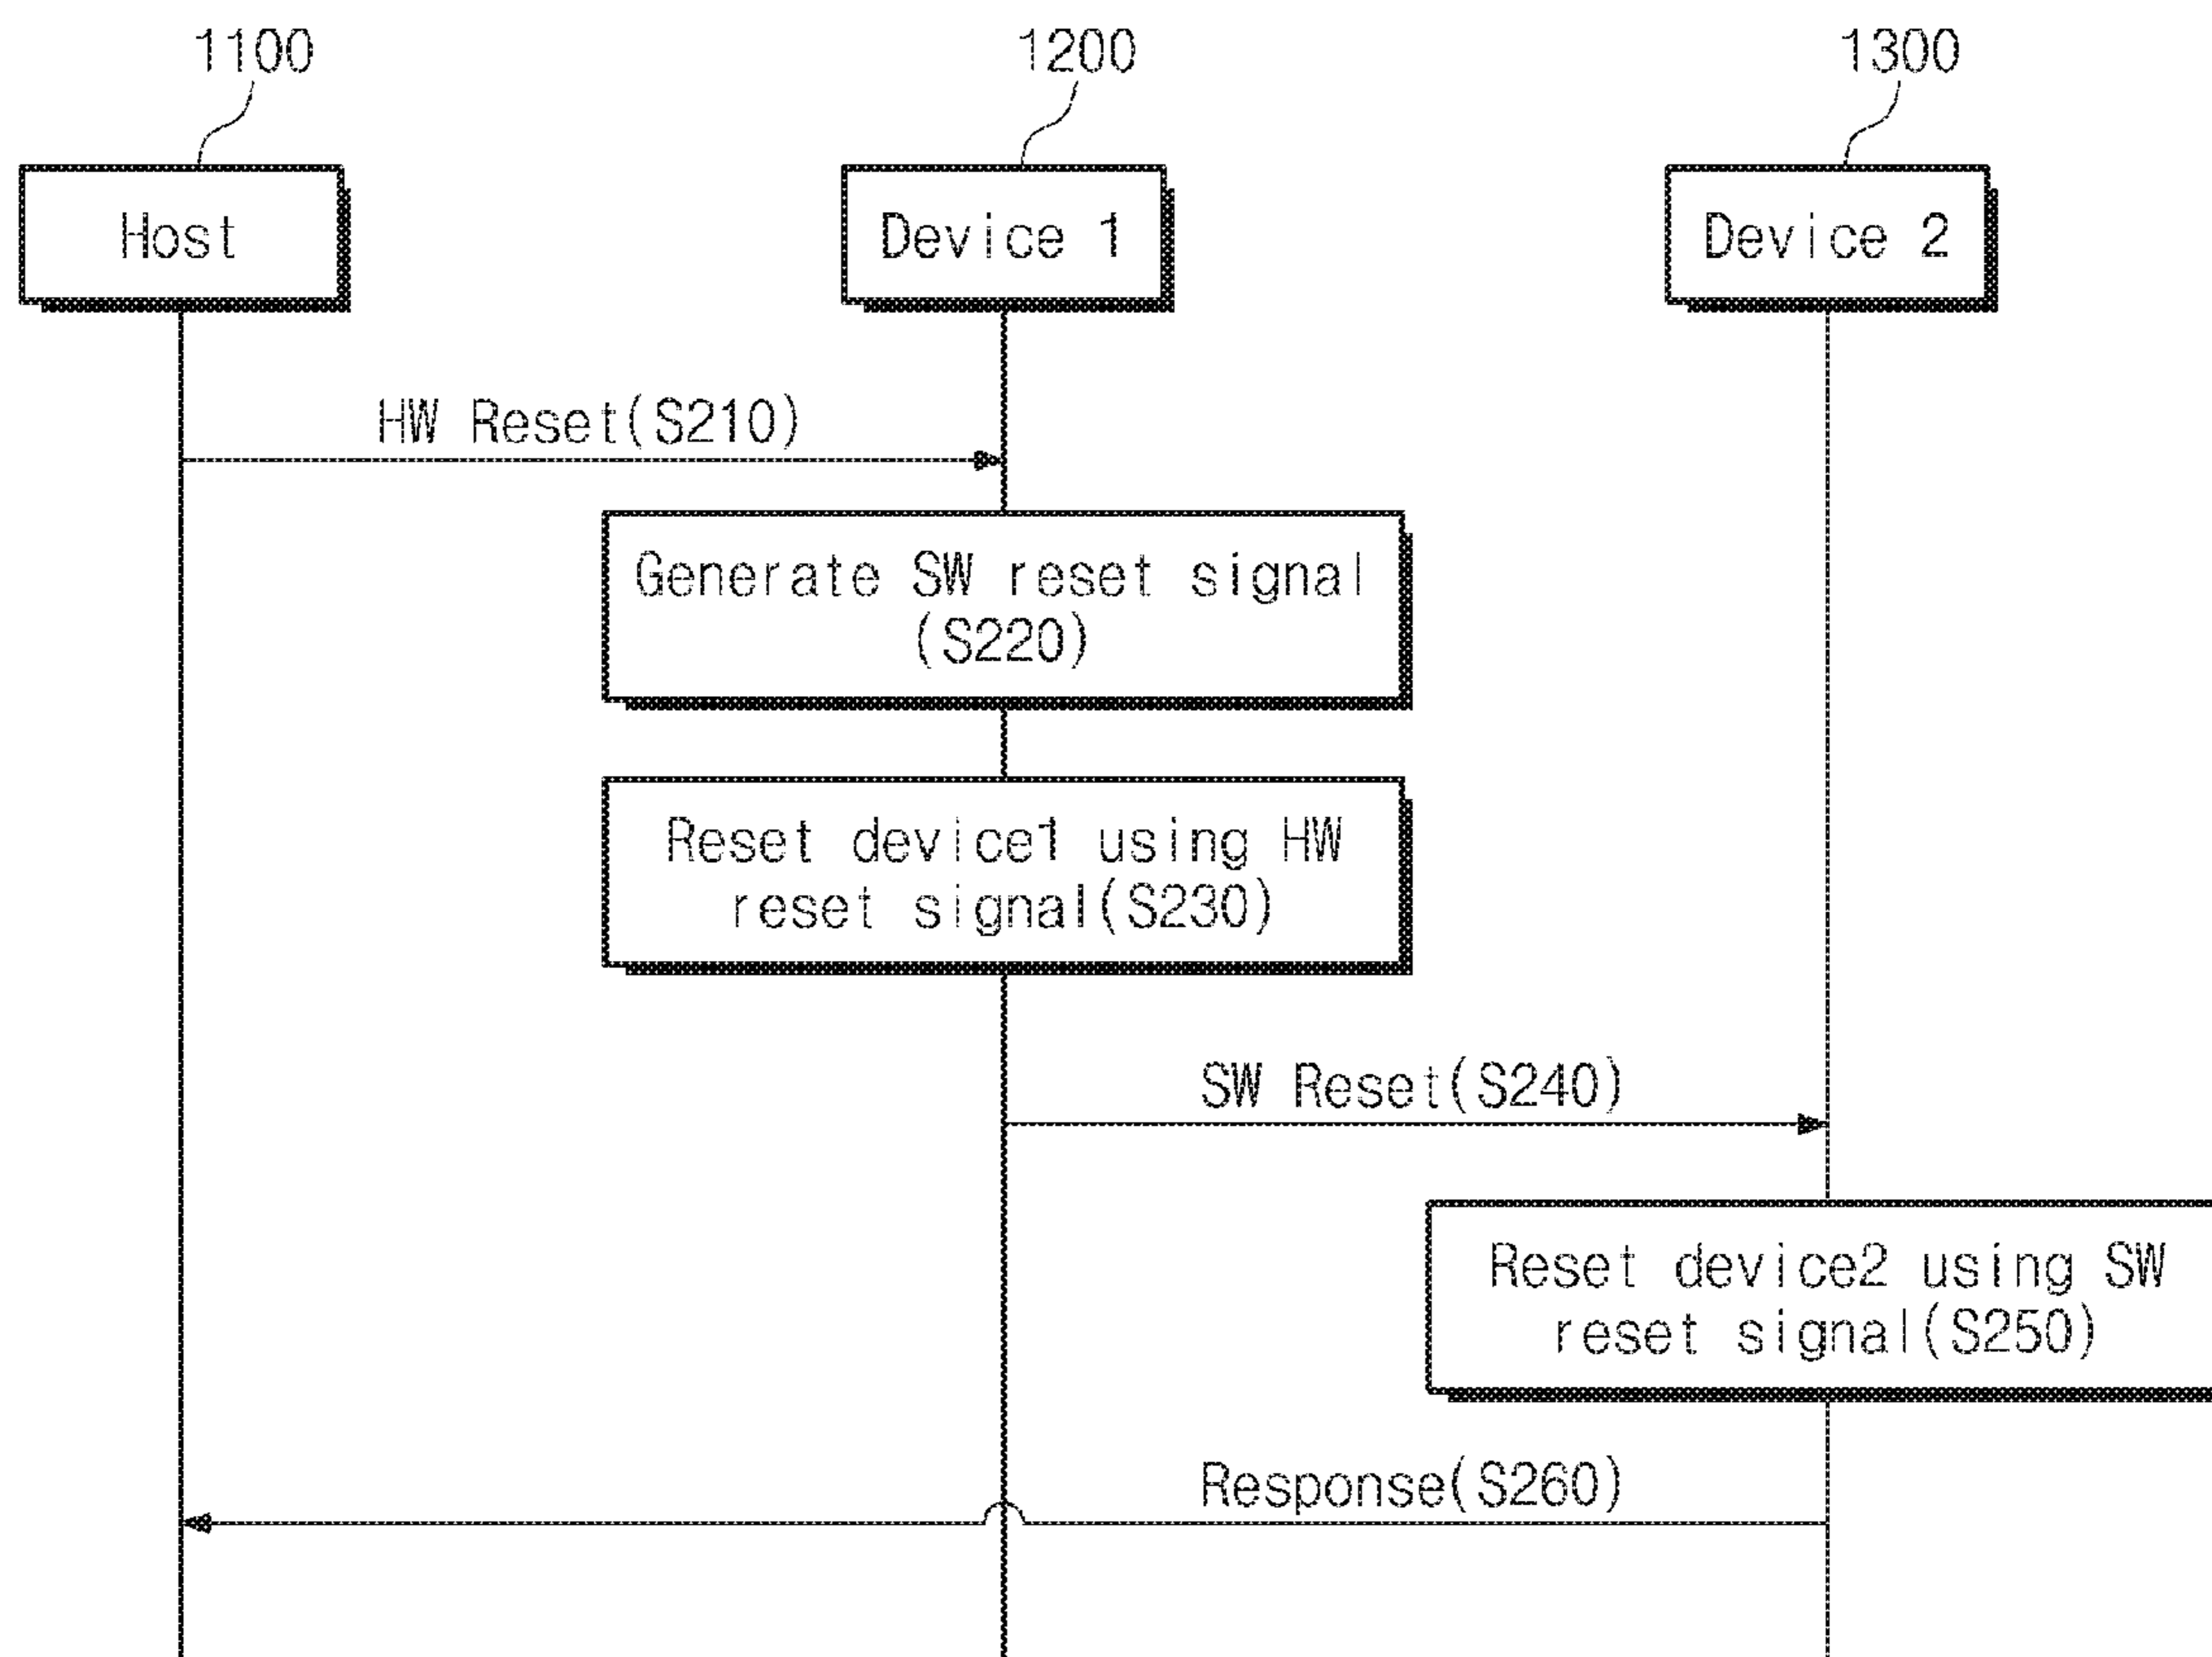 1100
1200
1300
Host
Device 1
Device 2
HW Reset(S210)
Generate SW reset signal
(S220)
Reset device1 using HW
reset signal(S230)
SW Reset(S240)
Reset device2 using SW
reset signal(S250)
Response(S260)